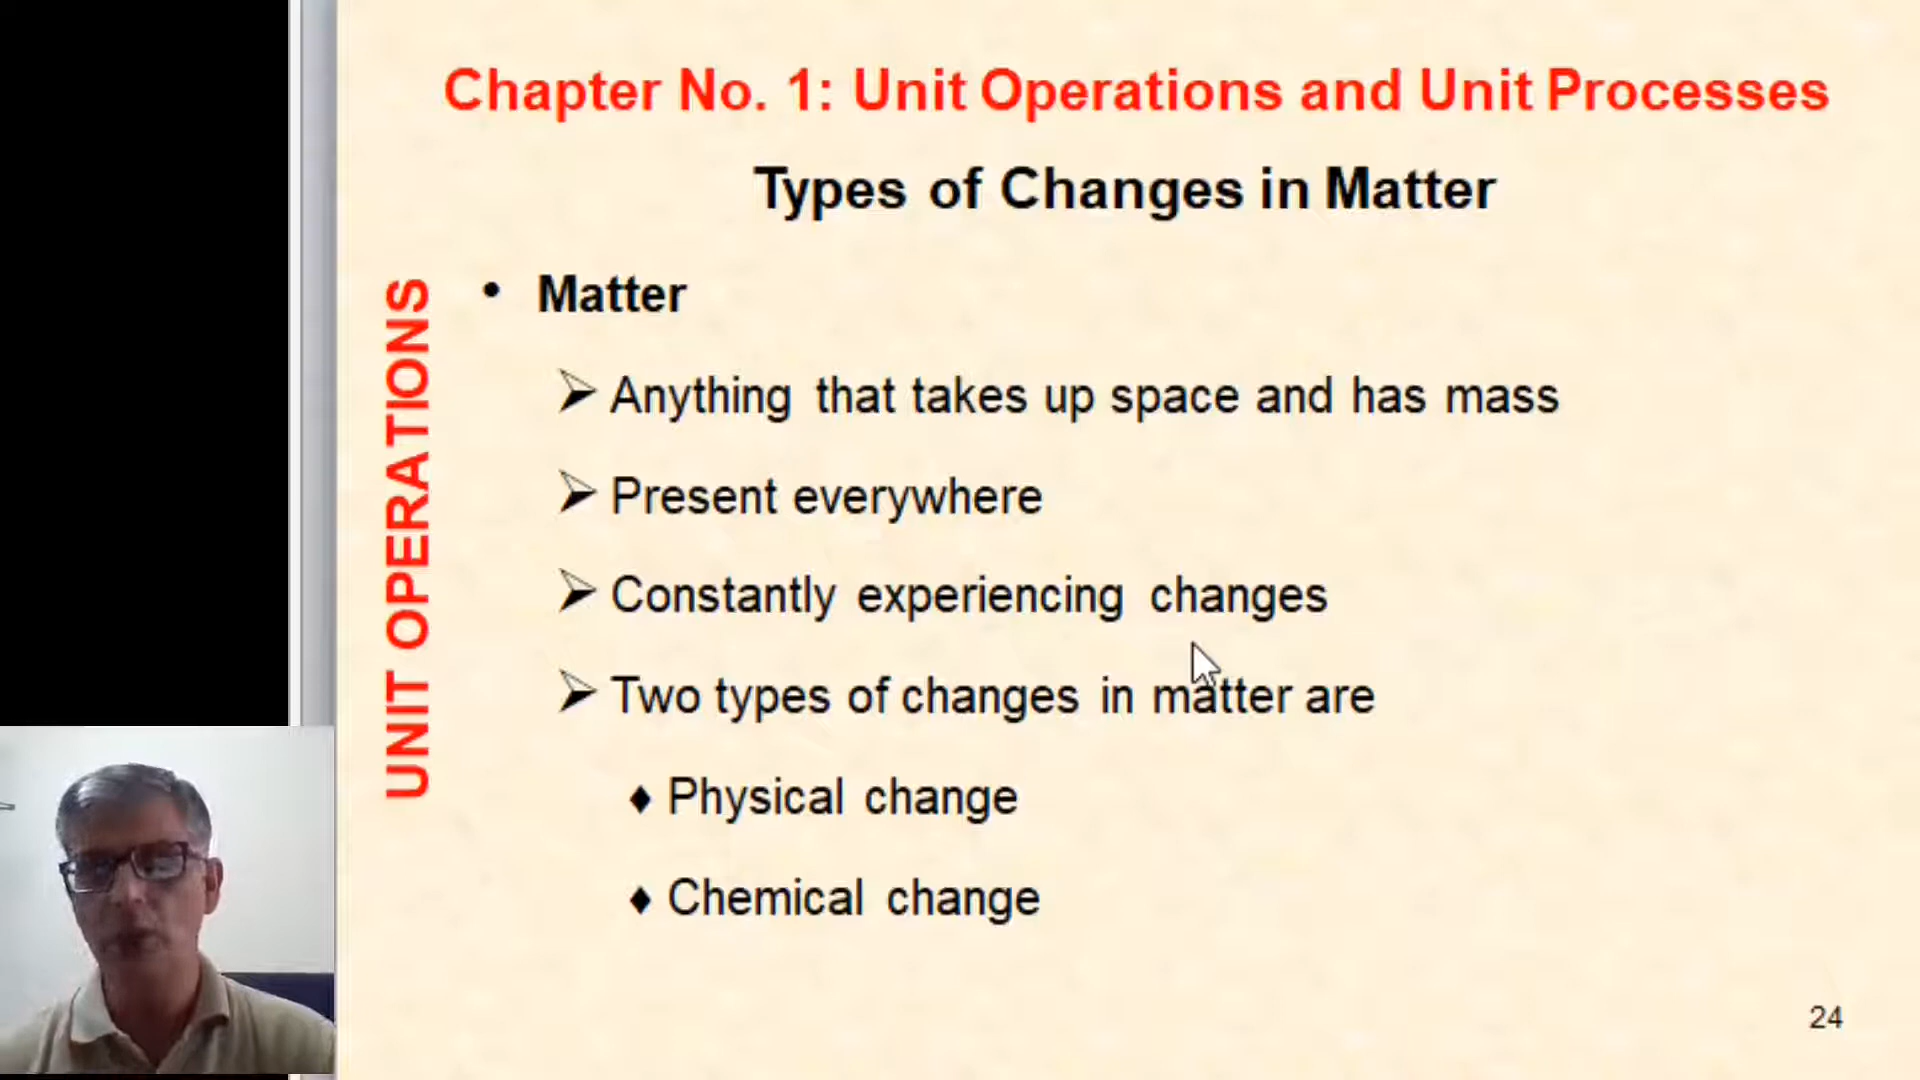 Chapter No. 1: Unit Operations and Unit Processes
Types of Changes in Matter
UNIT OPERATIONS
• Matter
➢ Anything that takes up space and has mass
➢ Present everywhere
➢ Constantly experiencing changes
➢ Two types of changes in matter are
♦ Physical change
♦ Chemical change
24